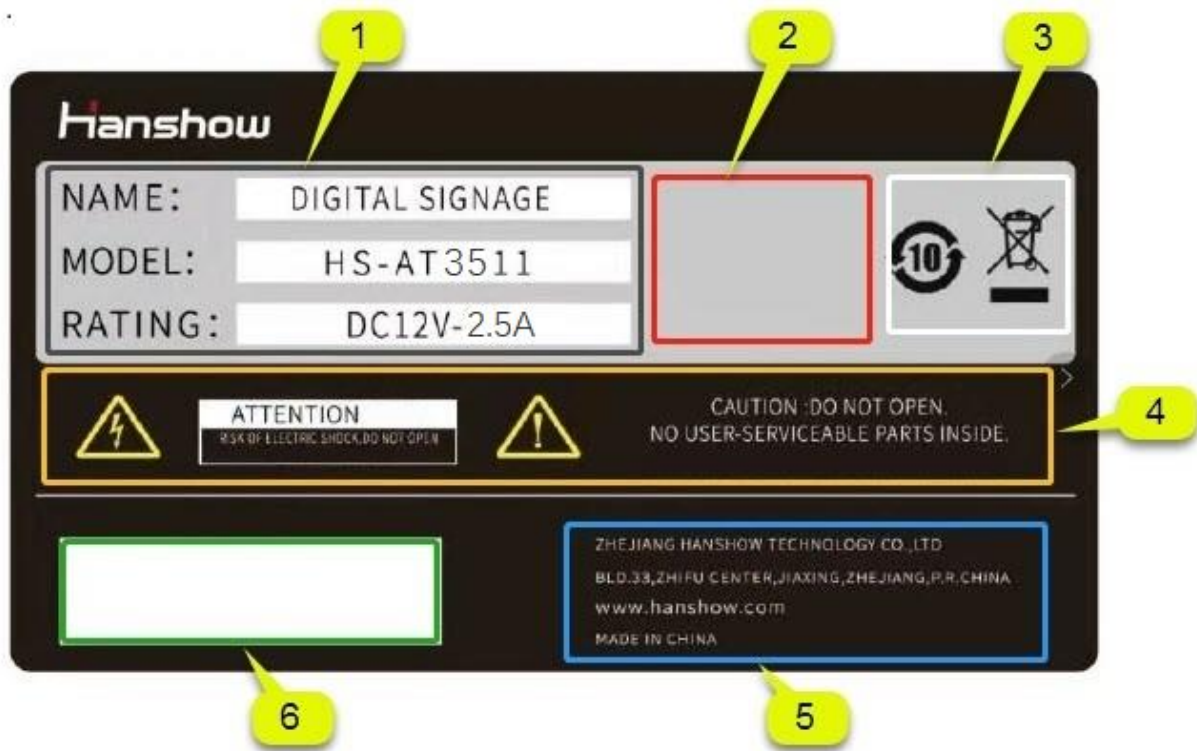 1
2
3
Hanshow
NAME: DIGITAL SIGNAGE
MODEL: HS-AT3511
RATING: DC12V-2.5A
10
ATTENTION
RISK OF ELECTRIC SHOCK,DO NOT OPEN
CAUTION :DO NOT OPEN.
NO USER-SERVICEABLE PARTS INSIDE.
4
ZHEJIANG HANSHOW TECHNOLOGY CO.,LTD
BLD.33,ZHIFU CENTER,JIAXING,ZHEJIANG,P.R.CHINA
www.hanshow.com
MADE IN CHINA
6
5